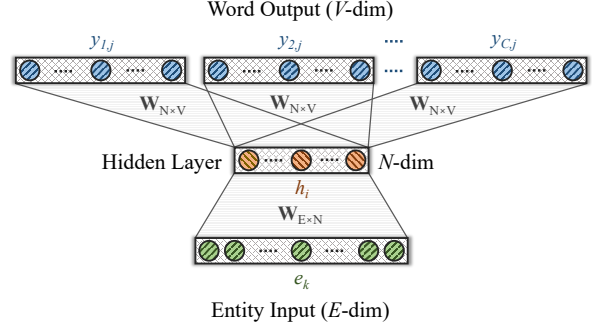 Word Output (V-dim)
y1,j y2,j .... yC,j
.... .... .... .... .... .... ....
WN×V WN×V WN×V
Hidden Layer .... .... N-dim
hi
WE×N
.... ....
ek
Entity Input (E-dim)